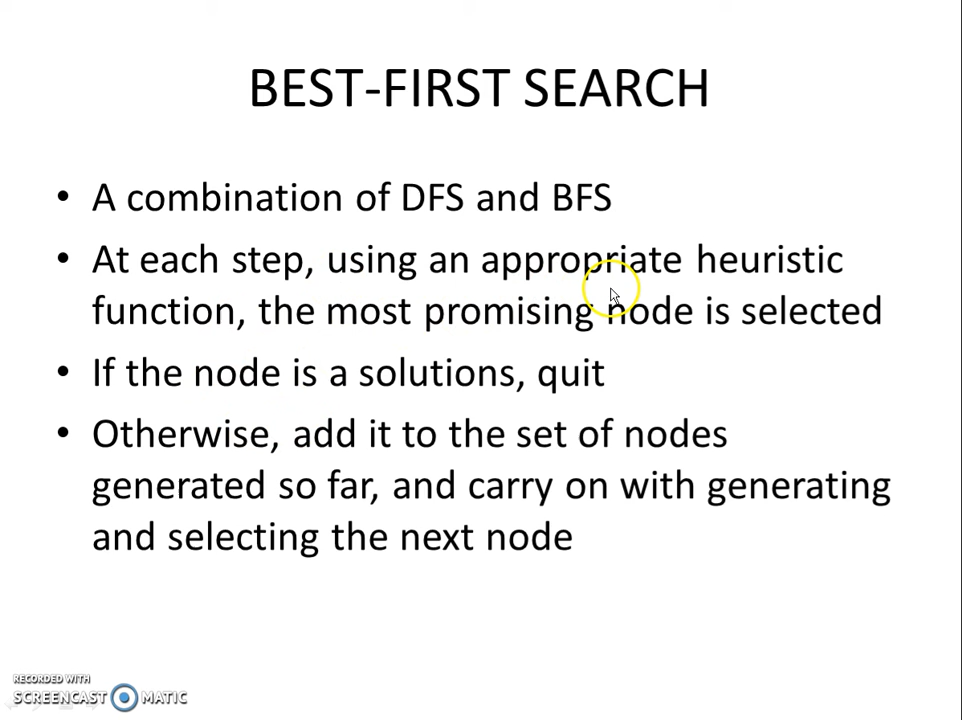 BEST-FIRST SEARCH
• A combination of DFS and BFS
• At each step, using an appropriate heuristic
function, the most promising node is selected
• If the node is a solutions, quit
• Otherwise, add it to the set of nodes
generated so far, and carry on with generating
and selecting the next node
RECORDED WITH
SCREENCAST MATIC